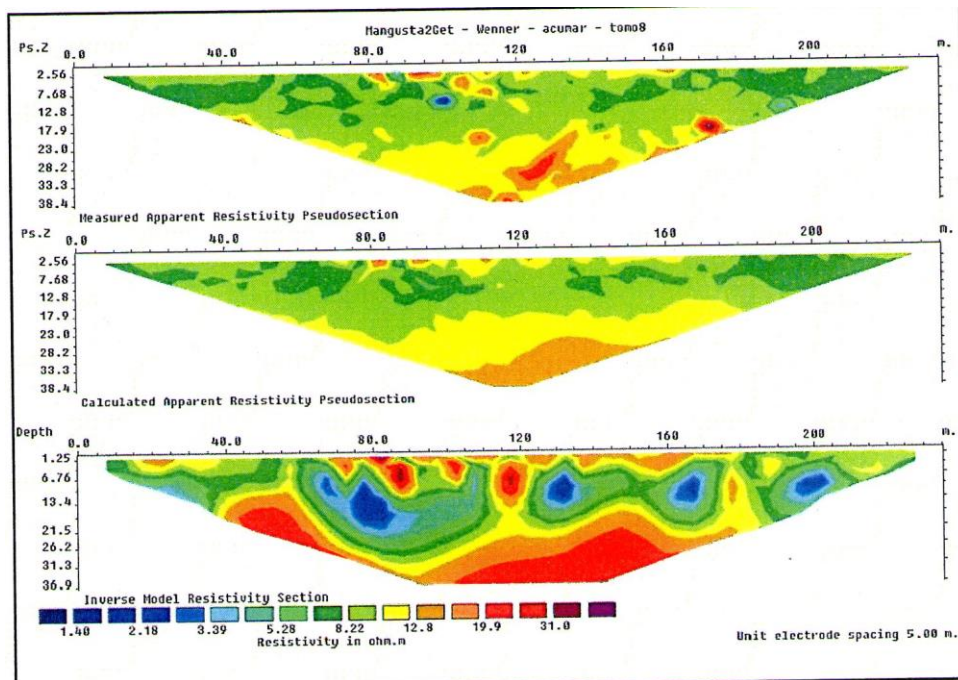 Mangusta2Get - Wenner - acumar - tomo8
Ps.Z 0.0 40.0 80.0 120 160 200 m.
2.56
7.68
12.8
17.9
23.0
28.2
33.3
38.4
Measured Apparent Resistivity Pseudosection
Ps.Z 0.0 40.0 80.0 120 160 200 m.
2.56
7.68
12.8
17.9
23.0
28.2
33.3
38.4
Calculated Apparent Resistivity Pseudosection
Depth 0.0 40.0 80.0 120 160 200 m.
1.25
6.76
13.4
21.5
26.2
31.3
36.9
Inverse Model Resistivity Section
1.40 2.18 3.39 5.28 8.22 12.8 19.9 31.0
Resistivity in ohm.m
Unit electrode spacing 5.00 m.